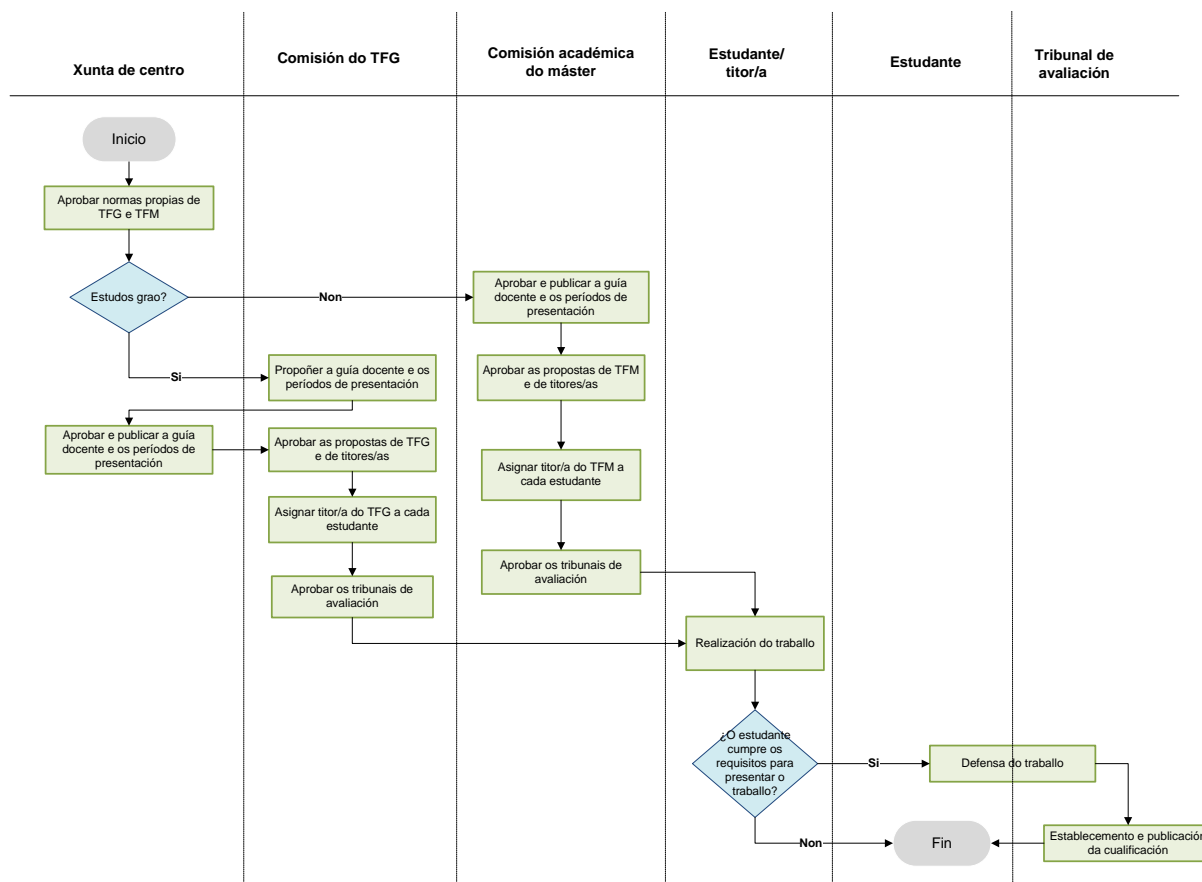 Xunta de centro
Comisión do TFG
Comisión académica
do máster
Estudante/
titor/a
Estudante
Tribunal de
avaliación
Inicio
Aprobar normas propias de
TFG e TFM
Estudos grao?
Non
Aprobar e publicar a guía
docente e os períodos de
presentación
Si
Propoñer a guía docente e os
períodos de presentación
Aprobar as propostas de TFM
e de titores/as
Aprobar e publicar a guía
docente e os períodos de
presentación
Aprobar as propostas de TFG
e de titores/as
Asignar titor/a do TFM a
cada estudante
Asignar titor/a do TFG a cada
estudante
Aprobar os tribunais de
avaliación
Aprobar os tribunais de
avaliación
Realización do traballo
¿O estudante
cumpre os
requisitos para
presentar o
traballo?
Si
Defensa do traballo
Non
Fin
Establecemento e publicación
da cualificación